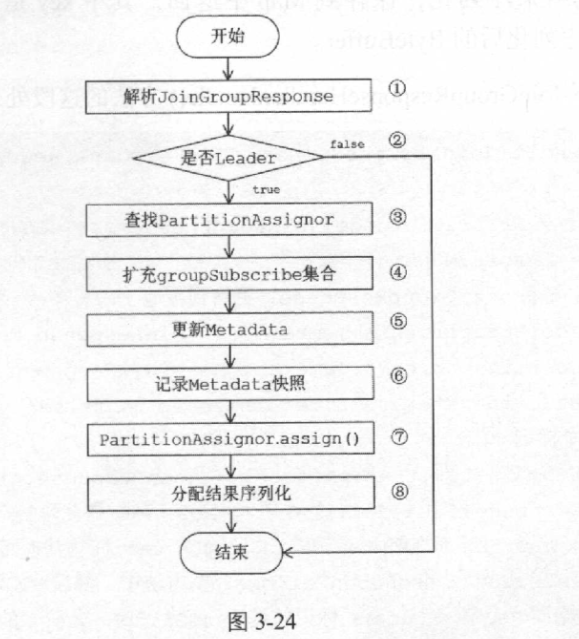 开始
解析JoinGroupResponse
①
是否Leader
②
false
true
查找PartitionAssignor
③
扩充groupSubscribe集合
④
更新Metadata
⑤
记录Metadata快照
⑥
PartitionAssignor.assign()
⑦
分配结果序列化
⑧
结束
图 3-24